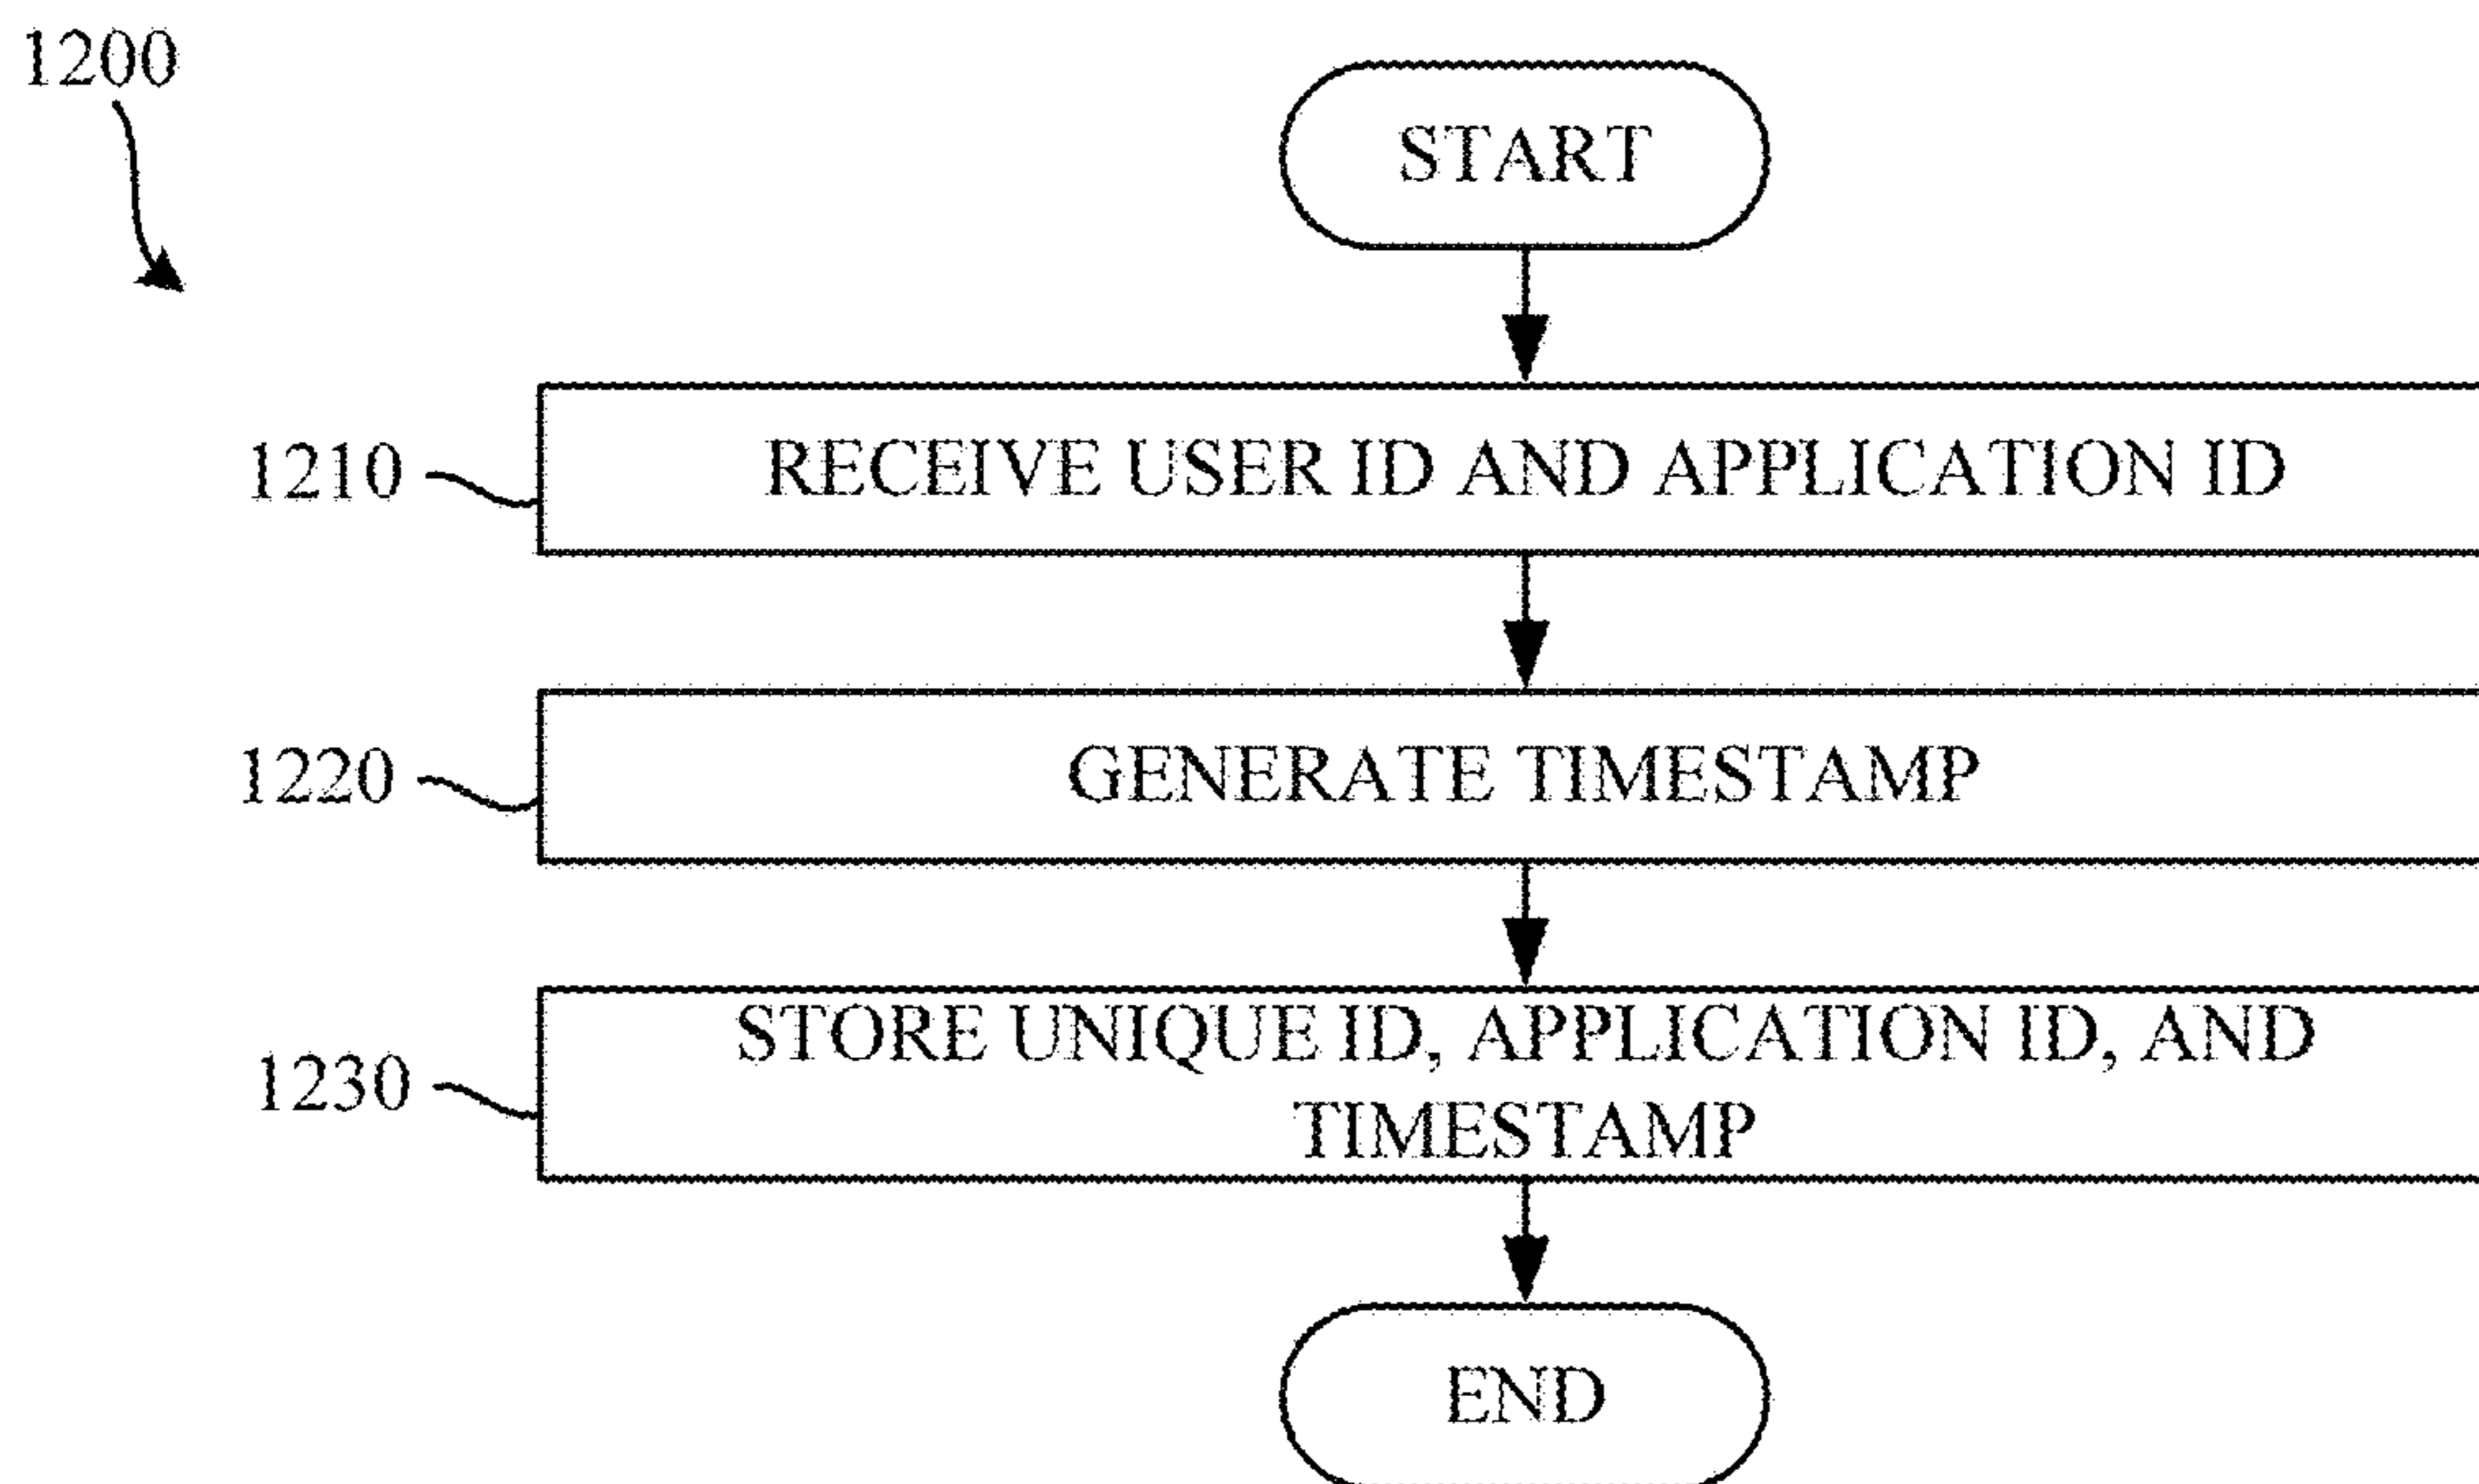 1200
START
1210
RECEIVE USER ID AND APPLICATION ID
1220
GENERATE TIMESTAMP
1230
STORE UNIQUE ID, APPLICATION ID, AND
TIMESTAMP
END